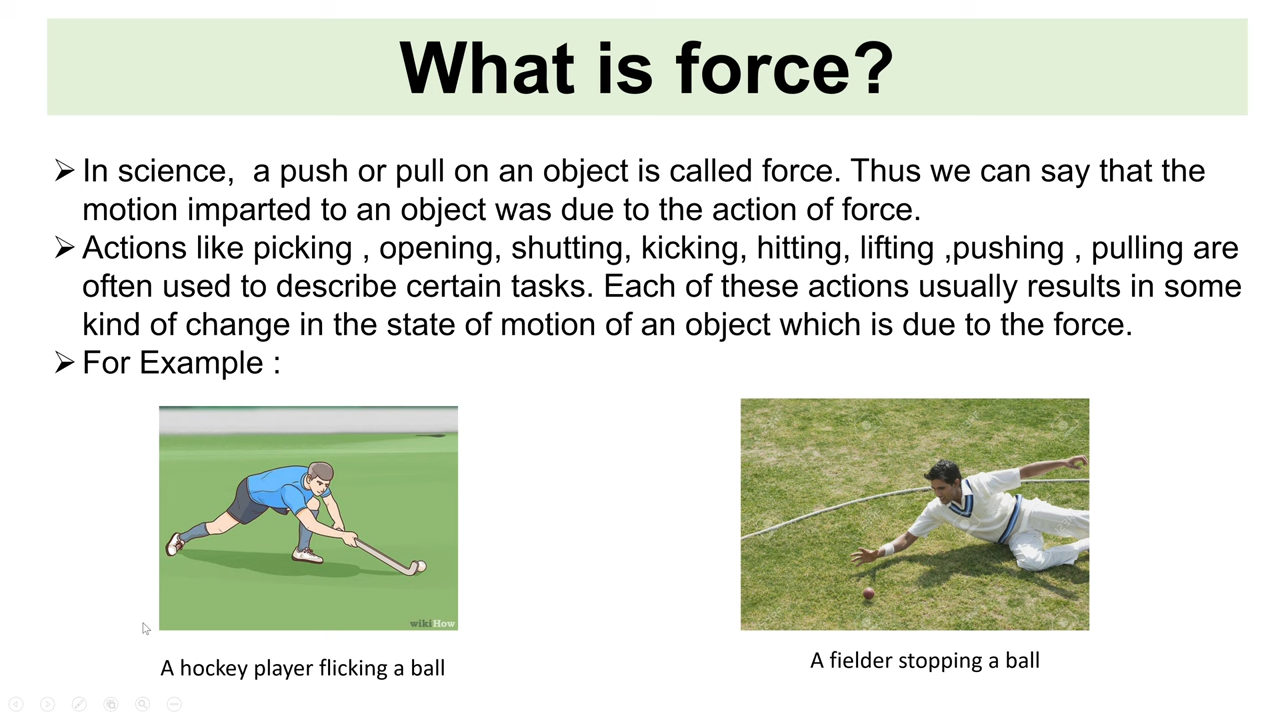 What is force?
➢ In science,  a push or pull on an object is called force. Thus we can say that the
motion imparted to an object was due to the action of force.
➢ Actions like picking , opening, shutting, kicking, hitting, lifting ,pushing , pulling are
often used to describe certain tasks. Each of these actions usually results in some
kind of change in the state of motion of an object which is due to the force.
➢ For Example :
wikiHow
A hockey player flicking a ball
A fielder stopping a ball